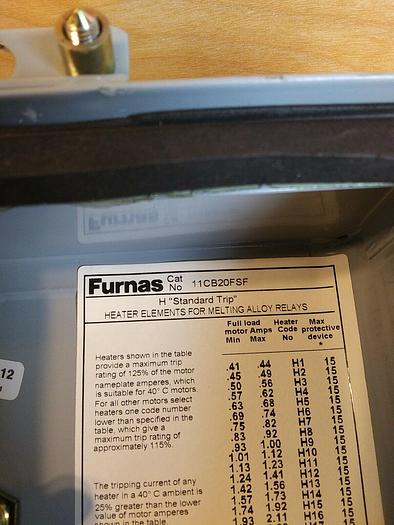 Furnas Cat No 11CB20FSF
H "Standard Trip"
HEATER ELEMENTS FOR MELTING ALLOY RELAYS
Heaters shown in the table
provide a maximum trip
rating of 125% of the motor
nameplate amperes, which
is suitable for 40° C motors.
For all other motors select
heaters one code number
lower than specified in the
table, which give a
maximum trip rating of
approximately 115%.
The tripping current of any
heater in a 40° C ambient is
25% greater than the lower
value of motor amperes
shown in the table.
Full load Heater Max
motor Amps Code protective
Min Max No device
*
.41 .44 H1 15
.45 .49 H2 15
.50 .56 H3 15
.57 .62 H4 15
.63 .68 H5 15
.69 .74 H6 15
.75 .82 H7 15
.83 .92 H8 15
.93 1.00 H9 15
1.01 1.12 H10 15
1.13 1.23 H11 15
1.24 1.41 H12 15
1.42 1.56 H13 15
1.57 1.73 H14 15
1.74 1.92 H15 15
1.93 2.11 H16 15
12